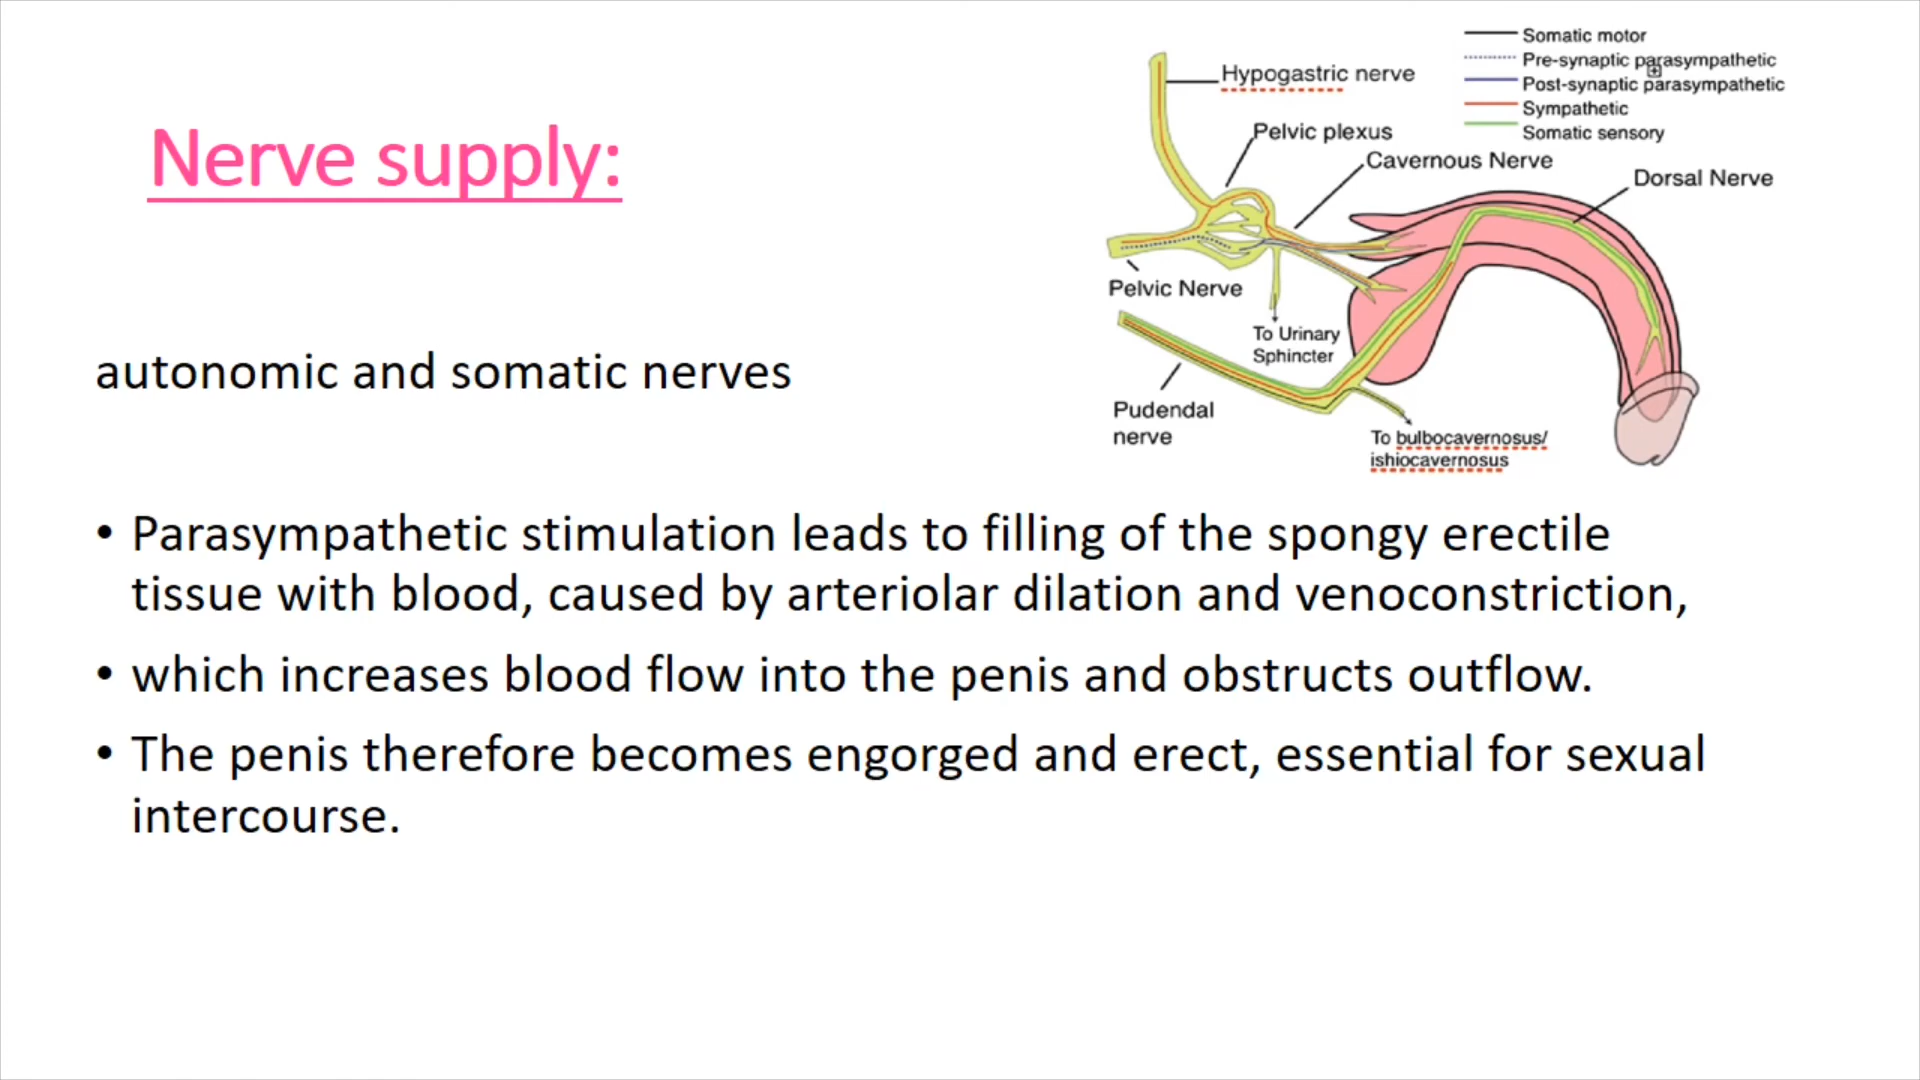 Nerve supply:
autonomic and somatic nerves
Somatic motor
Pre-synaptic parasympathetic
Post-synaptic parasympathetic
Sympathetic
Somatic sensory
Hypogastric nerve
Pelvic plexus
Cavernous Nerve
Dorsal Nerve
Pelvic Nerve
To Urinary
Sphincter
Pudendal
nerve
To bulbocavernosus/
ishiocavernosus
• Parasympathetic stimulation leads to filling of the spongy erectile
tissue with blood, caused by arteriolar dilation and venoconstriction,
• which increases blood flow into the penis and obstructs outflow.
• The penis therefore becomes engorged and erect, essential for sexual
intercourse.